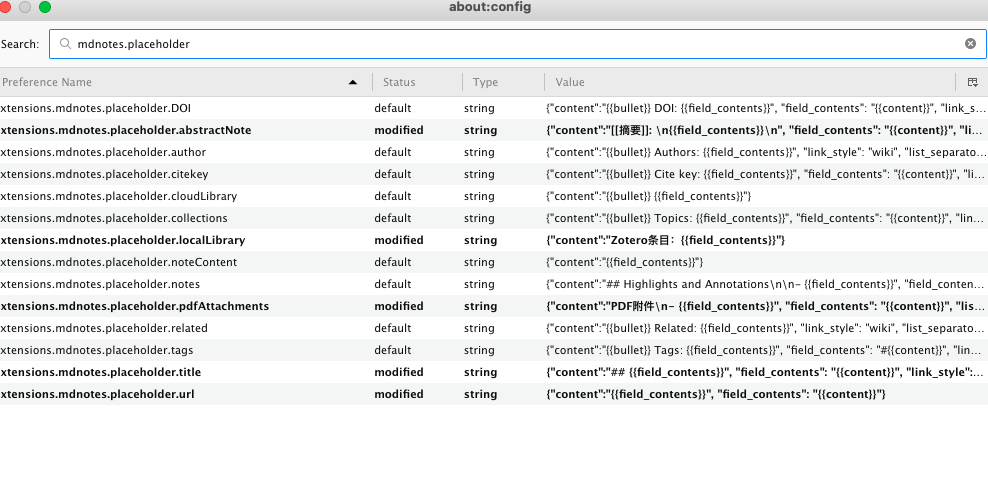 about:config
Search: mdnotes.placeholder
Preference Name Status Type Value
xtensions.mdnotes.placeholder.DOI default string {"content":"{{bullet}} DOI: {{field_contents}}", "field_contents": "{{content}}", "link_s...
xtensions.mdnotes.placeholder.abstractNote modified string {"content":"[[摘要]]: \n{{field_contents}}\n", "field_contents": "{{content}}", "li...
xtensions.mdnotes.placeholder.author default string {"content":"{{bullet}} Authors: {{field_contents}}", "link_style": "wiki", "list_separato...
xtensions.mdnotes.placeholder.citekey default string {"content":"{{bullet}} Cite key: {{field_contents}}", "field_contents": "{{content}}", "li...
xtensions.mdnotes.placeholder.cloudLibrary default string {"content":"{{bullet}} {{field_contents}}"}
xtensions.mdnotes.placeholder.collections default string {"content":"{{bullet}} Topics: {{field_contents}}", "field_contents": "{{content}}", "lin...
xtensions.mdnotes.placeholder.localLibrary modified string {"content":"Zotero条目：{{field_contents}}"}
xtensions.mdnotes.placeholder.noteContent default string {"content":"{{field_contents}}"}
xtensions.mdnotes.placeholder.notes default string {"content":"## Highlights and Annotations\n\n- {{field_contents}}", "field_conten...
xtensions.mdnotes.placeholder.pdfAttachments modified string {"content":"PDF附件\n- {{field_contents}}", "field_contents": "{{content}}", "lis...
xtensions.mdnotes.placeholder.related default string {"content":"{{bullet}} Related: {{field_contents}}", "link_style": "wiki", "list_separato...
xtensions.mdnotes.placeholder.tags default string {"content":"{{bullet}} Tags: {{field_contents}}", "field_contents": "#{{content}}", "lin...
xtensions.mdnotes.placeholder.title modified string {"content":"## {{field_contents}}", "field_contents": "{{content}}", "link_style":...
xtensions.mdnotes.placeholder.url modified string {"content":"{{field_contents}}", "field_contents": "{{content}}"}